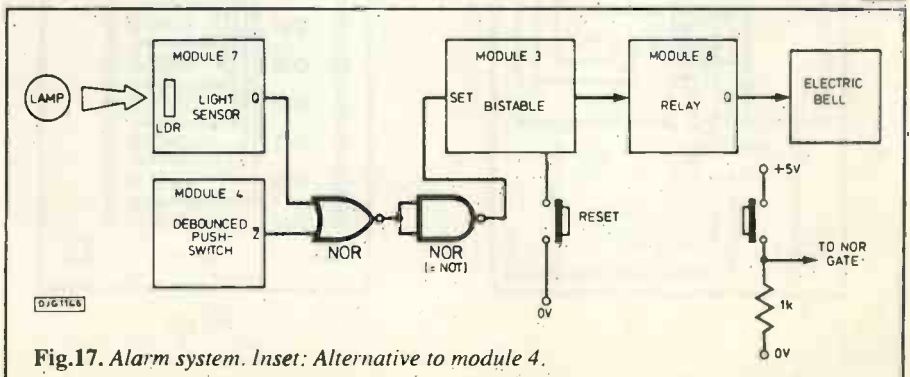 MODULE 7
LAMP
LDR
LIGHT
SENSOR
Q
MODULE 4
DEBOUNCED
PUSH-
SWITCH
Z
NOR
NOR
(= NOT)
MODULE 3
SET
BISTABLE
RESET
0V
MODULE 8
RELAY
Q
ELECTRIC
BELL
+5V
TO NOR
GATE
1k
0V
DJG1148
Fig.17. Alarm system. Inset: Alternative to module 4.